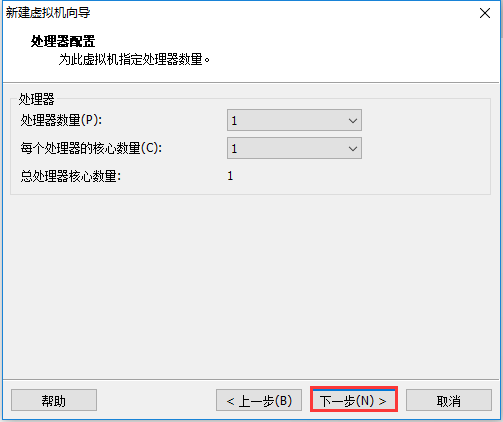 新建虚拟机向导
处理器配置
为此虚拟机指定处理器数量。
处理器
处理器数量(P): 1
每个处理器的核心数量(C): 1
总处理器核心数量: 1
帮助 < 上一步(B) 下一步(N) > 取消